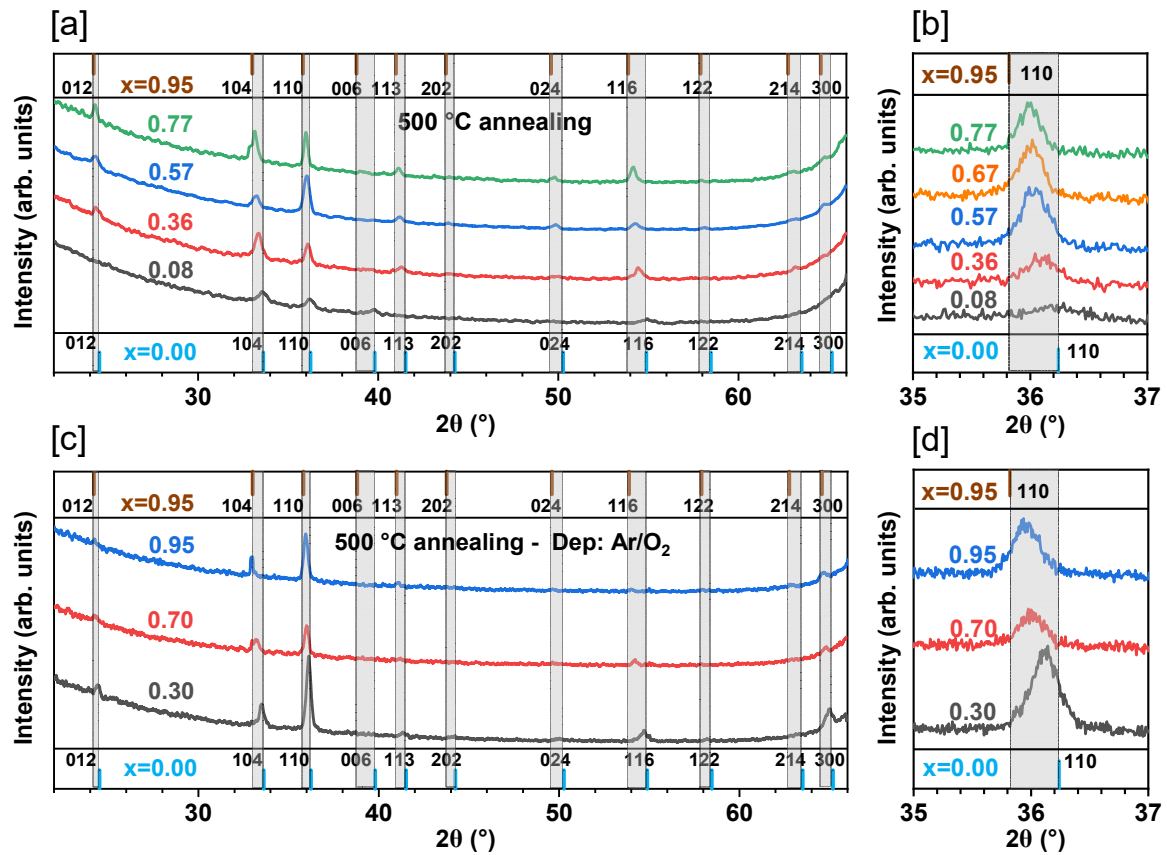 [a]
[b]
012 x=0.95 104 110 006 113 202 024 116 122 214 300
500 °C annealing
0.77
0.57
0.36
0.08
012 x=0.00 104 110 006 113 202 024 116 122 214 300
30 40 50 60
2θ (°)
Intensity (arb. units)
x=0.95 110
0.77
0.67
0.57
0.36
0.08
x=0.00 110
35 36 37
2θ (°)
Intensity (arb. units)
[c]
[d]
012 x=0.95 104 110 006 113 202 024 116 122 214 300
500 °C annealing - Dep: Ar/O₂
0.95
0.70
0.30
012 x=0.00 104 110 006 113 202 024 116 122 214 300
30 40 50 60
2θ (°)
Intensity (arb. units)
x=0.95 110
0.95
0.70
0.30
x=0.00 110
35 36 37
2θ (°)
Intensity (arb. units)